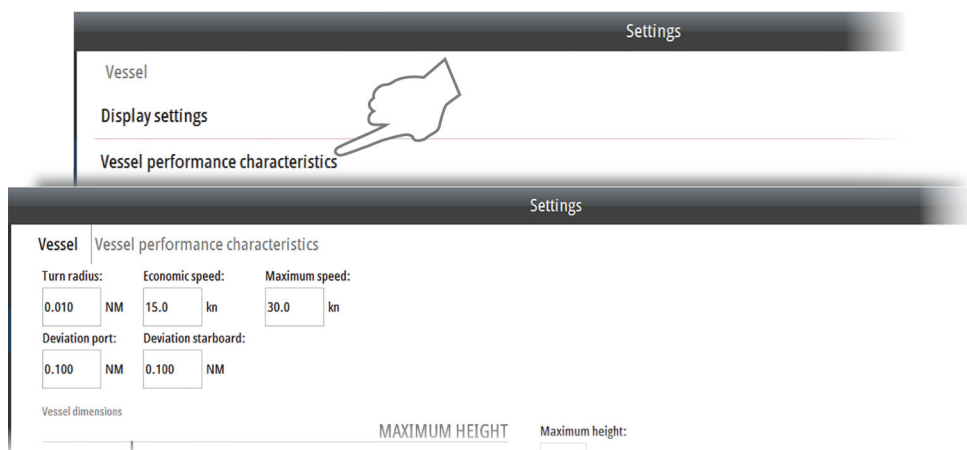 Settings
Vessel
Display settings
Vessel performance characteristics
Settings
Vessel Vessel performance characteristics
Turn radius: Economic speed: Maximum speed:
0.010 NM 15.0 kn 30.0 kn
Deviation port: Deviation starboard:
0.100 NM 0.100 NM
Vessel dimensions
MAXIMUM HEIGHT Maximum height: